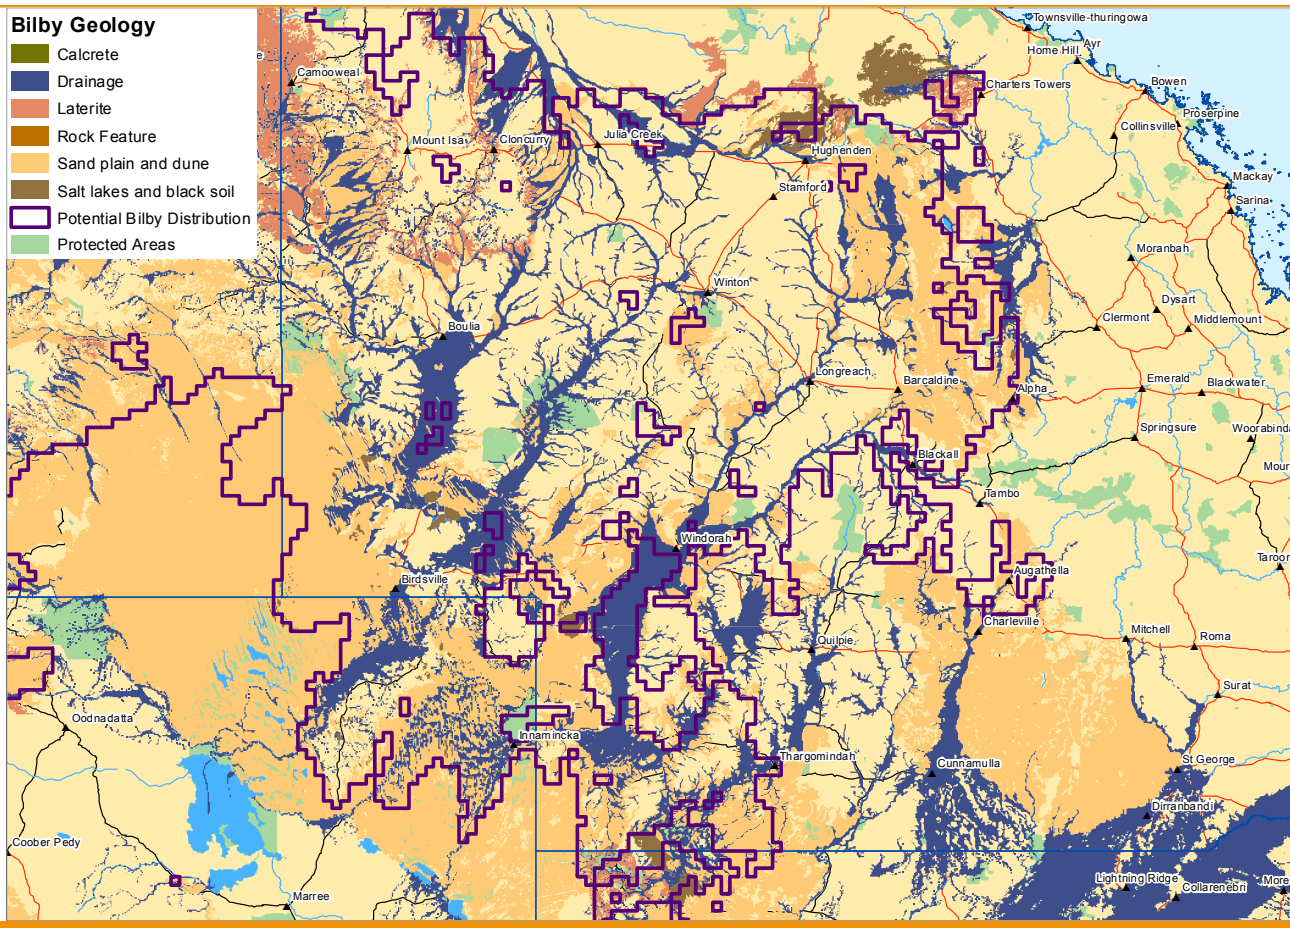 Bilby Geology
Calcrete
Drainage
Laterite
Rock Feature
Sand plain and dune
Salt lakes and black soil
Potential Bilby Distribution
Protected Areas
e
Townsville-thuringowa
Home Hill
Ayr
Camooweal
Charters Towers
Bowen
Proserpine
Collinsville
Mount Isa
Cloncurry
Julia Creek
Hughenden
Stamford
Mackay
Sarina
Moranbah
Winton
Dysart
Clermont
Middlemount
Boulia
Longreach
Barcaldine
Alpha
Emerald
Blackwater
Springsure
Woorabinda
Blackall
Mour
Tambo
Windorah
Augathella
Taroor
Birdsville
Charleville
Quilpie
Mitchell
Roma
Surat
Oodnadatta
Innamincka
Thargomindah
Cunnamulla
St George
Dirranbandi
Coober Pedy
Lightning Ridge
Collarenebri
More
Marree